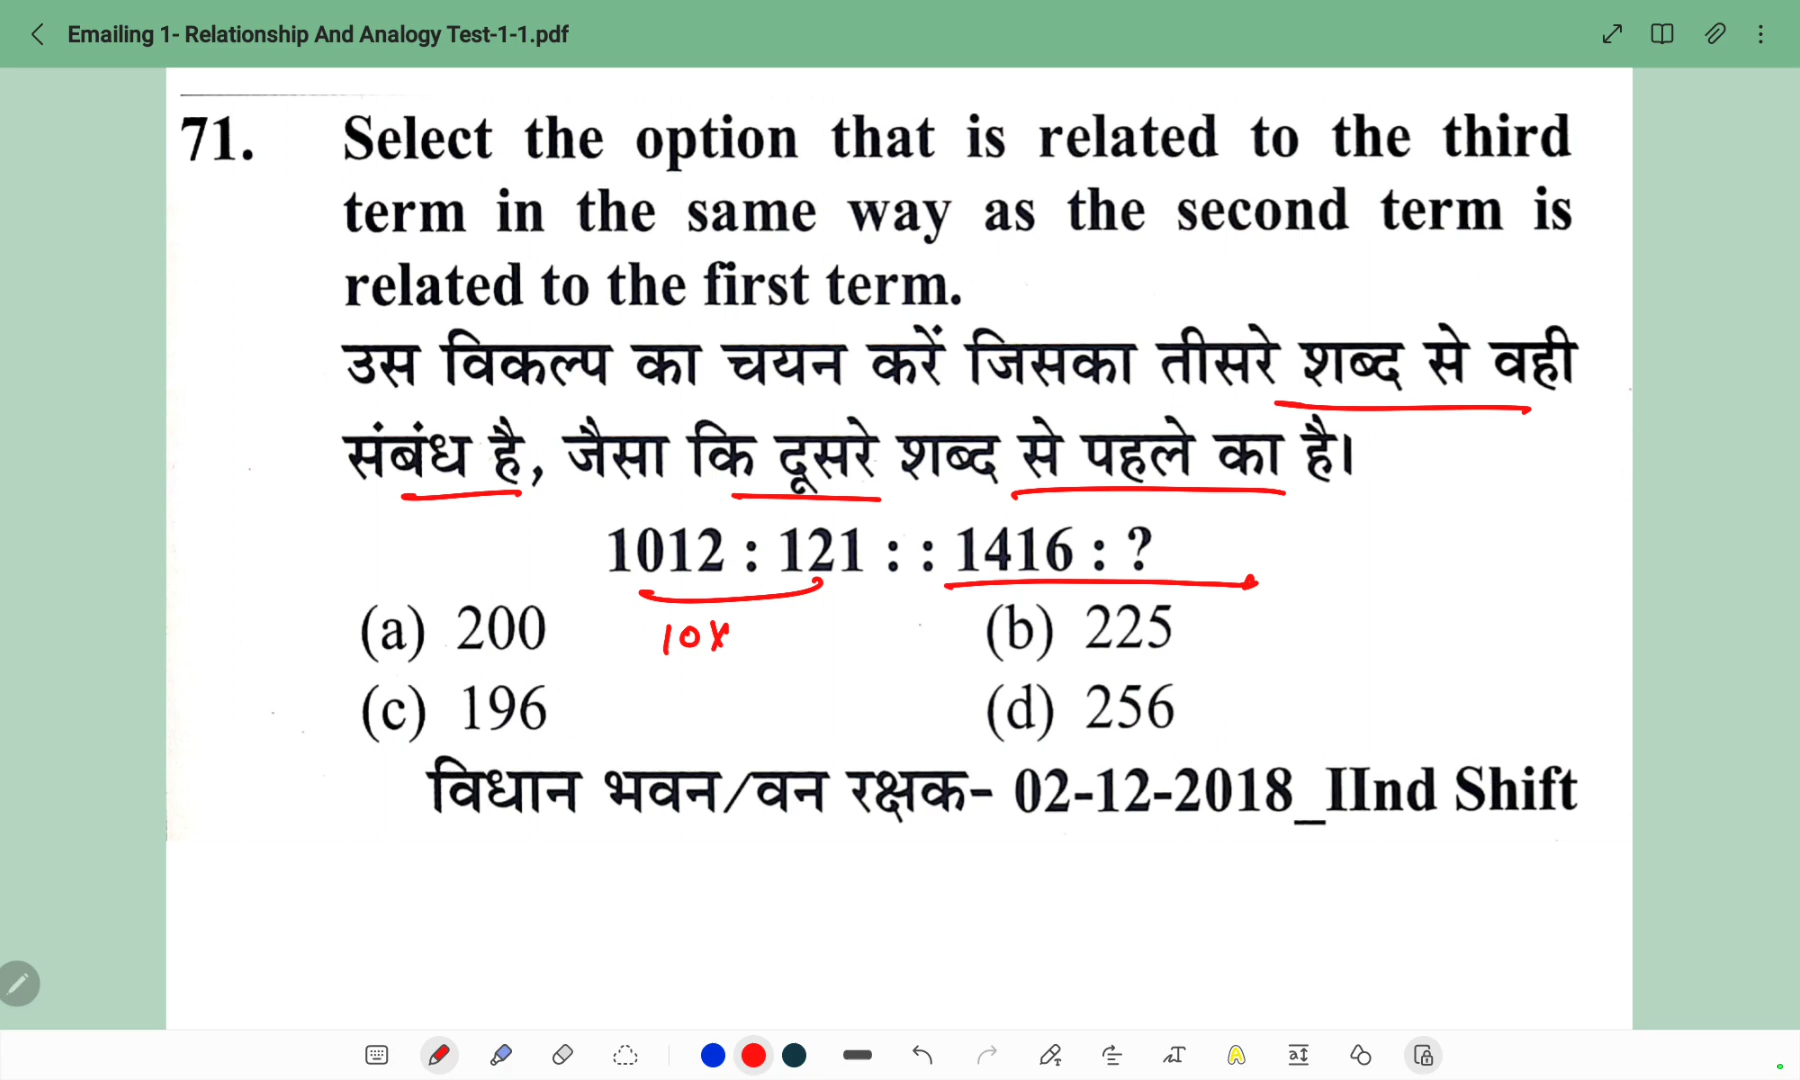 Emailing 1- Relationship And Analogy Test-1-1.pdf
71. Select the option that is related to the third
term in the same way as the second term is
related to the first term.
उस विकल्प का चयन करें जिसका तीसरे शब्द से वही
संबंध है, जैसा कि दूसरे शब्द से पहले का है।
1012 : 121 : : 1416 : ?
(a) 200 (b) 225
10x
(c) 196 (d) 256
विधान भवन/वन रक्षक- 02-12-2018_IInd Shift